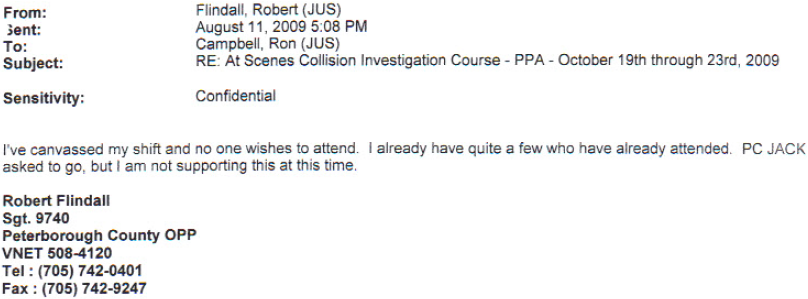 From: Flindall, Robert (JUS)
Sent: August 11, 2009 5:08 PM
To: Campbell, Ron (JUS)
Subject: RE: At Scenes Collision Investigation Course - PPA - October 19th through 23rd, 2009
Sensitivity: Confidential
I've canvassed my shift and no one wishes to attend. I already have quite a few who have already attended. PC JACK
asked to go, but I am not supporting this at this time.
Robert Flindall
Sgt. 9740
Peterborough County OPP
VNET 508-4120
Tel : (705) 742-0401
Fax : (705) 742-9247